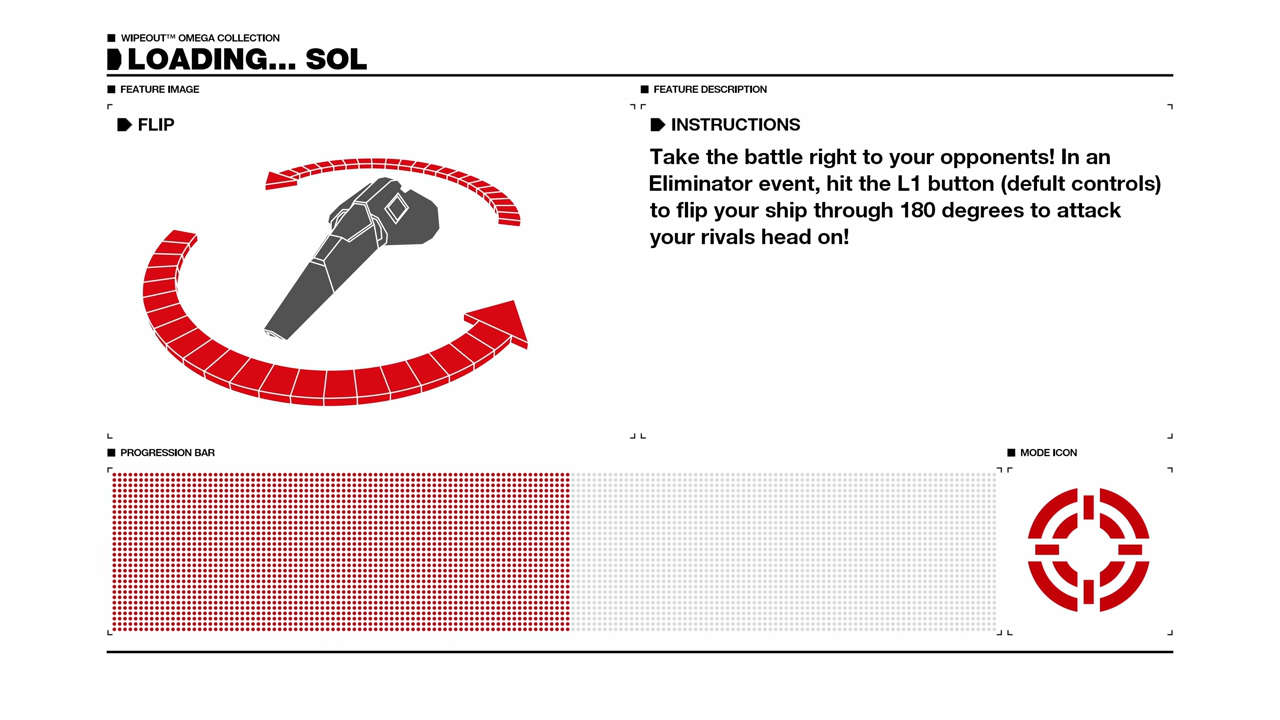 WIPEOUT™ OMEGA COLLECTION
LOADING... SOL
FEATURE IMAGE
FLIP
FEATURE DESCRIPTION
INSTRUCTIONS
Take the battle right to your opponents! In an
Eliminator event, hit the L1 button (defult controls)
to flip your ship through 180 degrees to attack
your rivals head on!
PROGRESSION BAR
MODE ICON